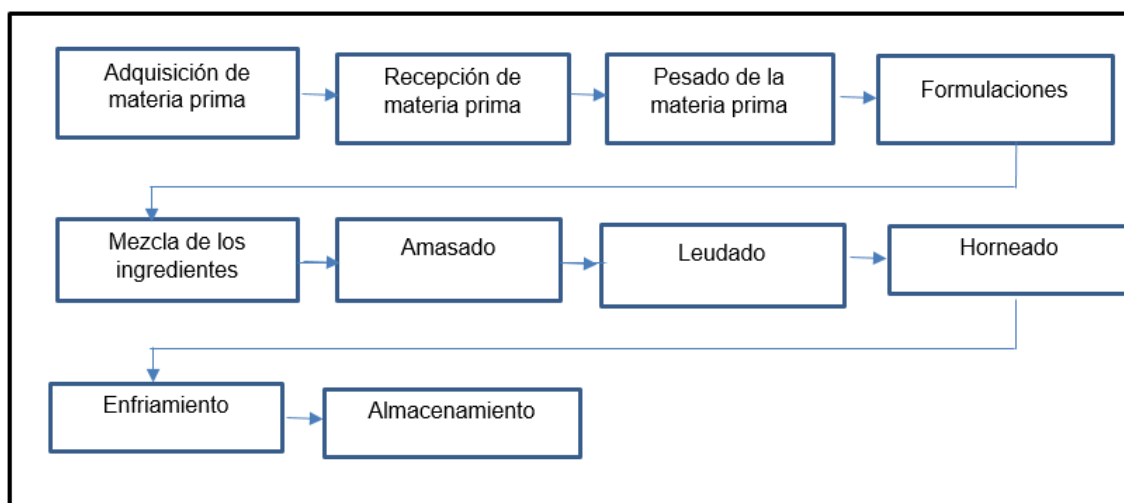 Adquisición de
materia prima
Recepción de
materia prima
Pesado de la
materia prima
Formulaciones
Mezcla de los
ingredientes
Amasado
Leudado
Horneado
Enfriamiento
Almacenamiento